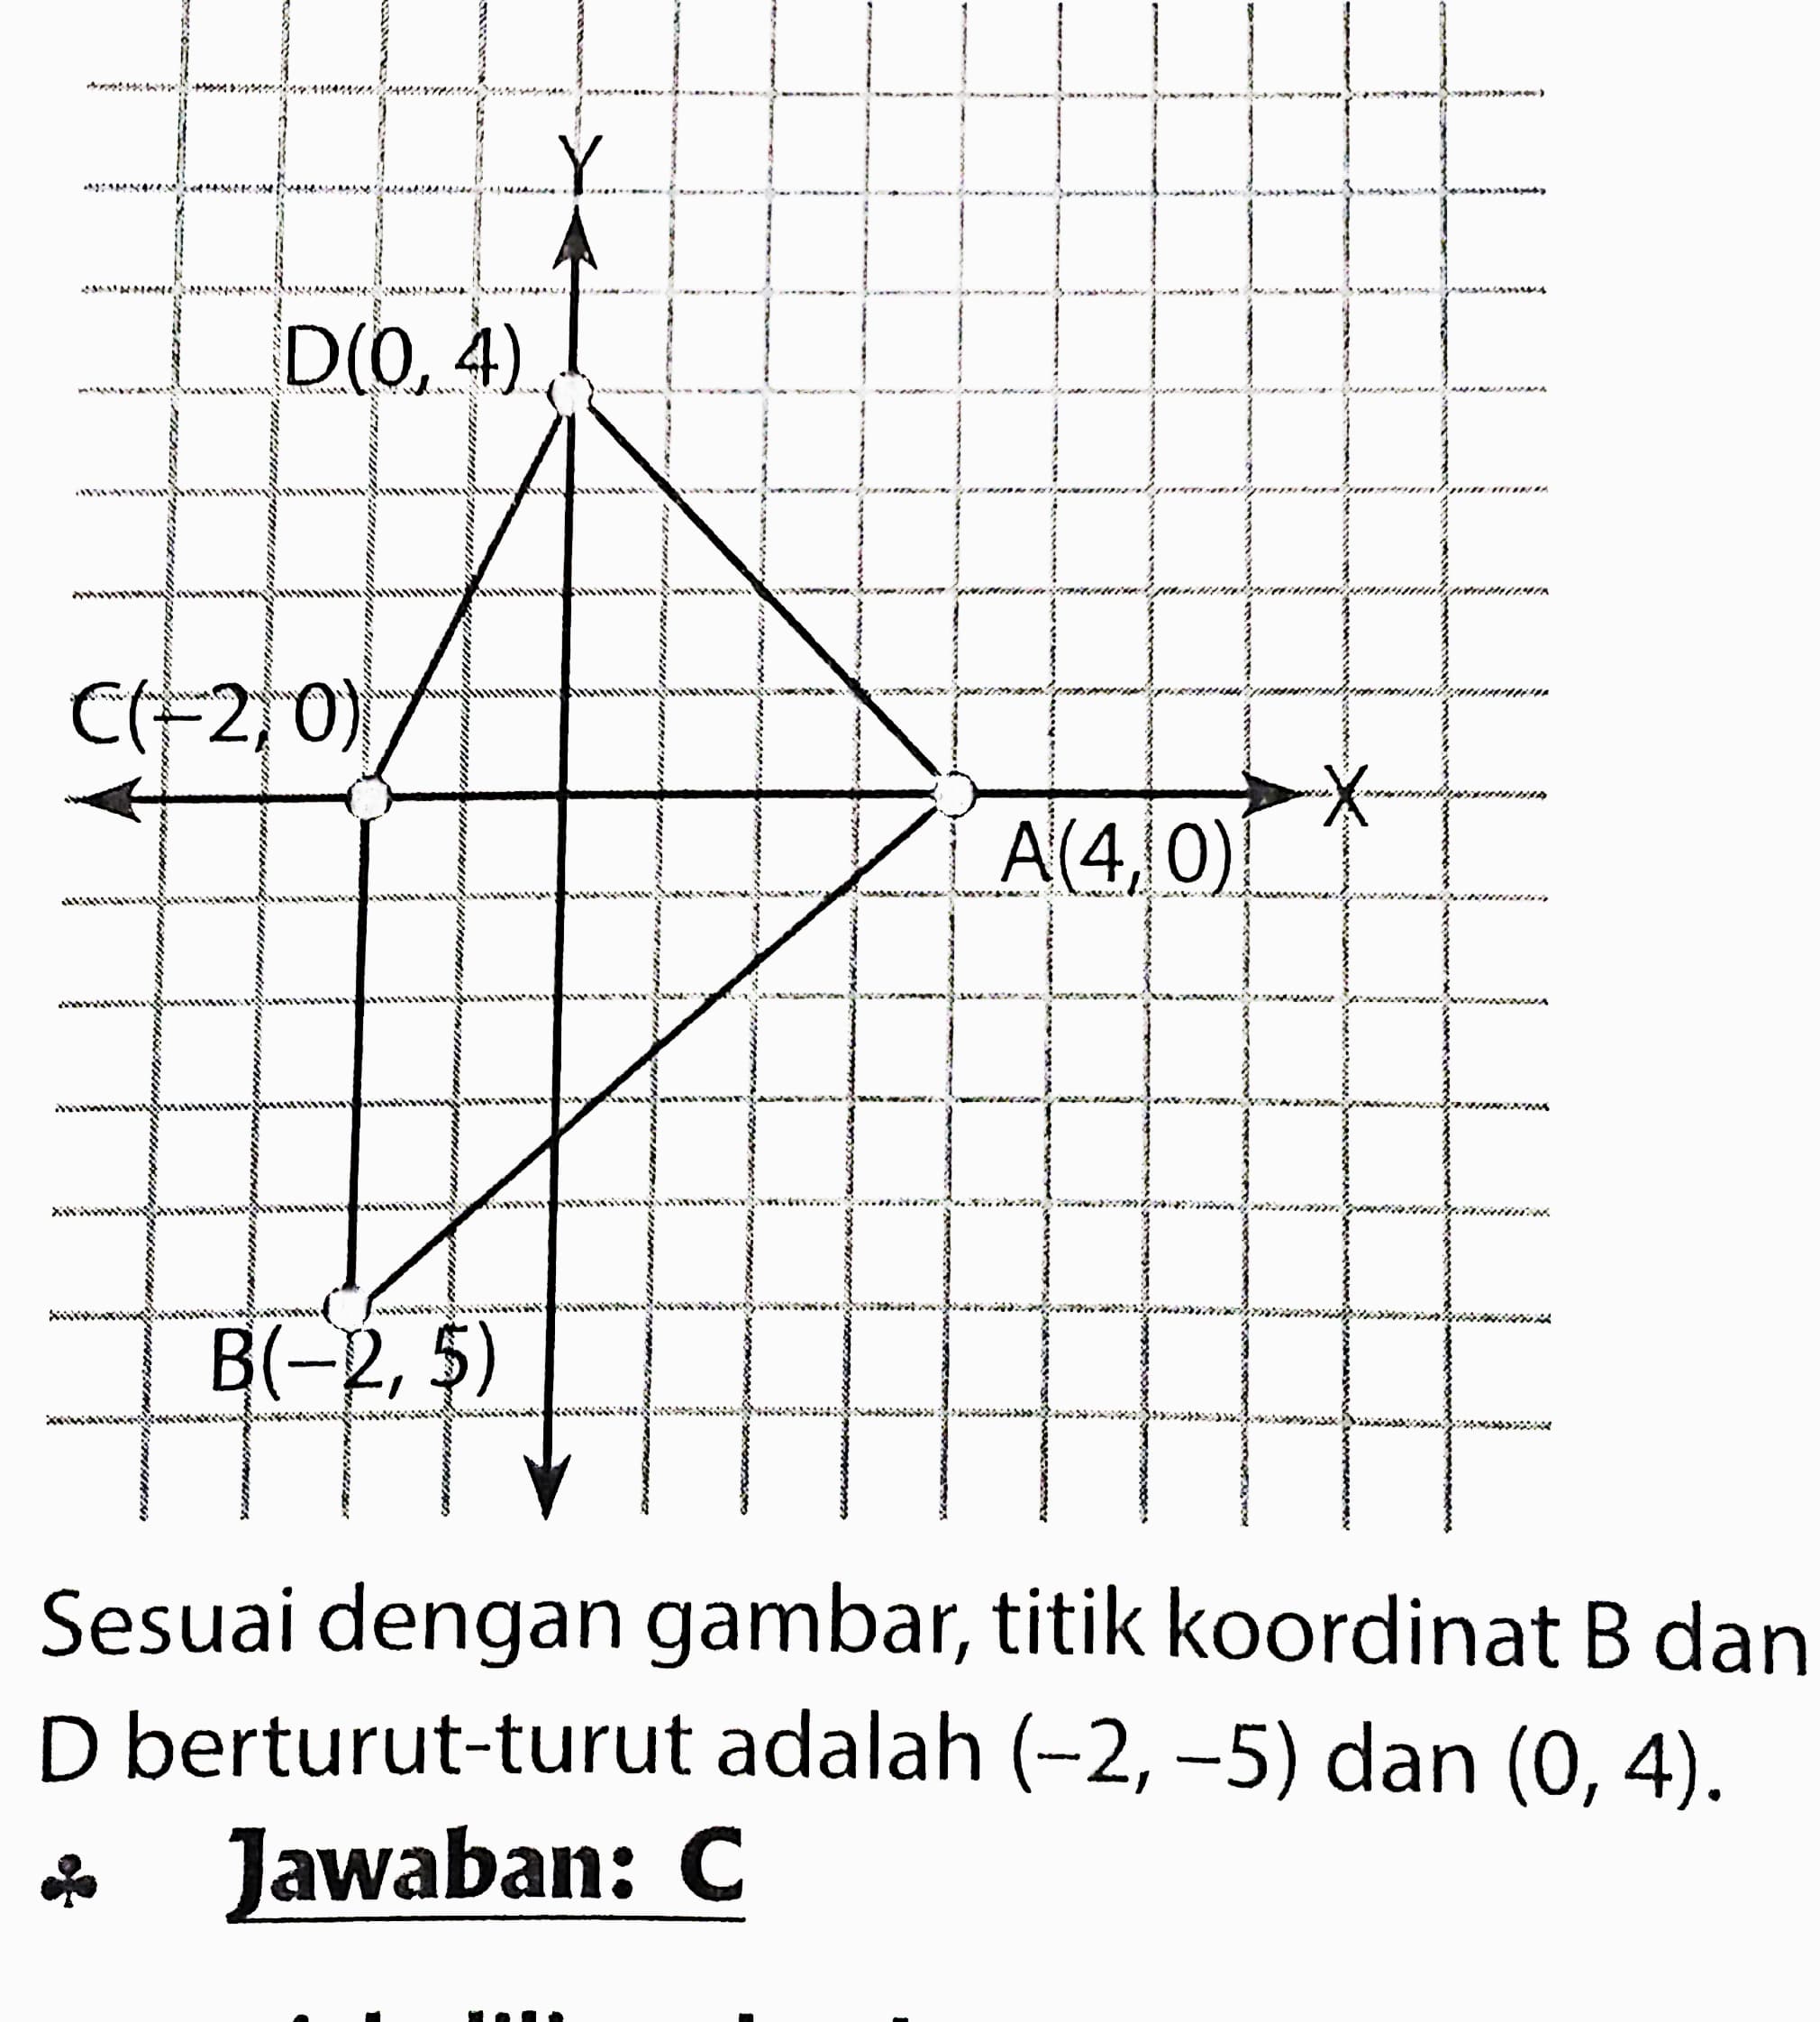 Y
D(0, 4)
C(−2, 0)
X
A(4, 0)
B(−2, 5)
Sesuai dengan gambar, titik koordinat B dan
D berturut-turut adalah (−2, −5) dan (0, 4).
♣ Jawaban: C